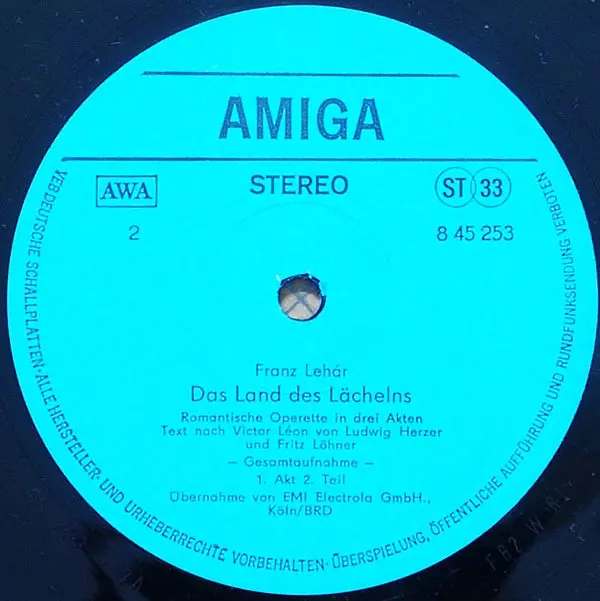 AMIGA
AWA
STEREO
ST 33
2
8 45 253
Franz Lehár
Das Land des Lächelns
Romantische Operette in drei Akten
Text nach Victor Léon von Ludwig Herzer
und Fritz Löhner
– Gesamtaufnahme –
1. Akt 2. Teil
Übernahme von EMI Electrola GmbH.,
Köln/BRD
VEB DEUTSCHE SCHALLPLATTEN · ALLE HERSTELLER- UND URHEBERRECHTE VORBEHALTEN · ÜBERSPIELUNG, ÖFFENTLICHE AUFFÜHRUNG UND RUNDFUNKSENDUNG VERBOTEN